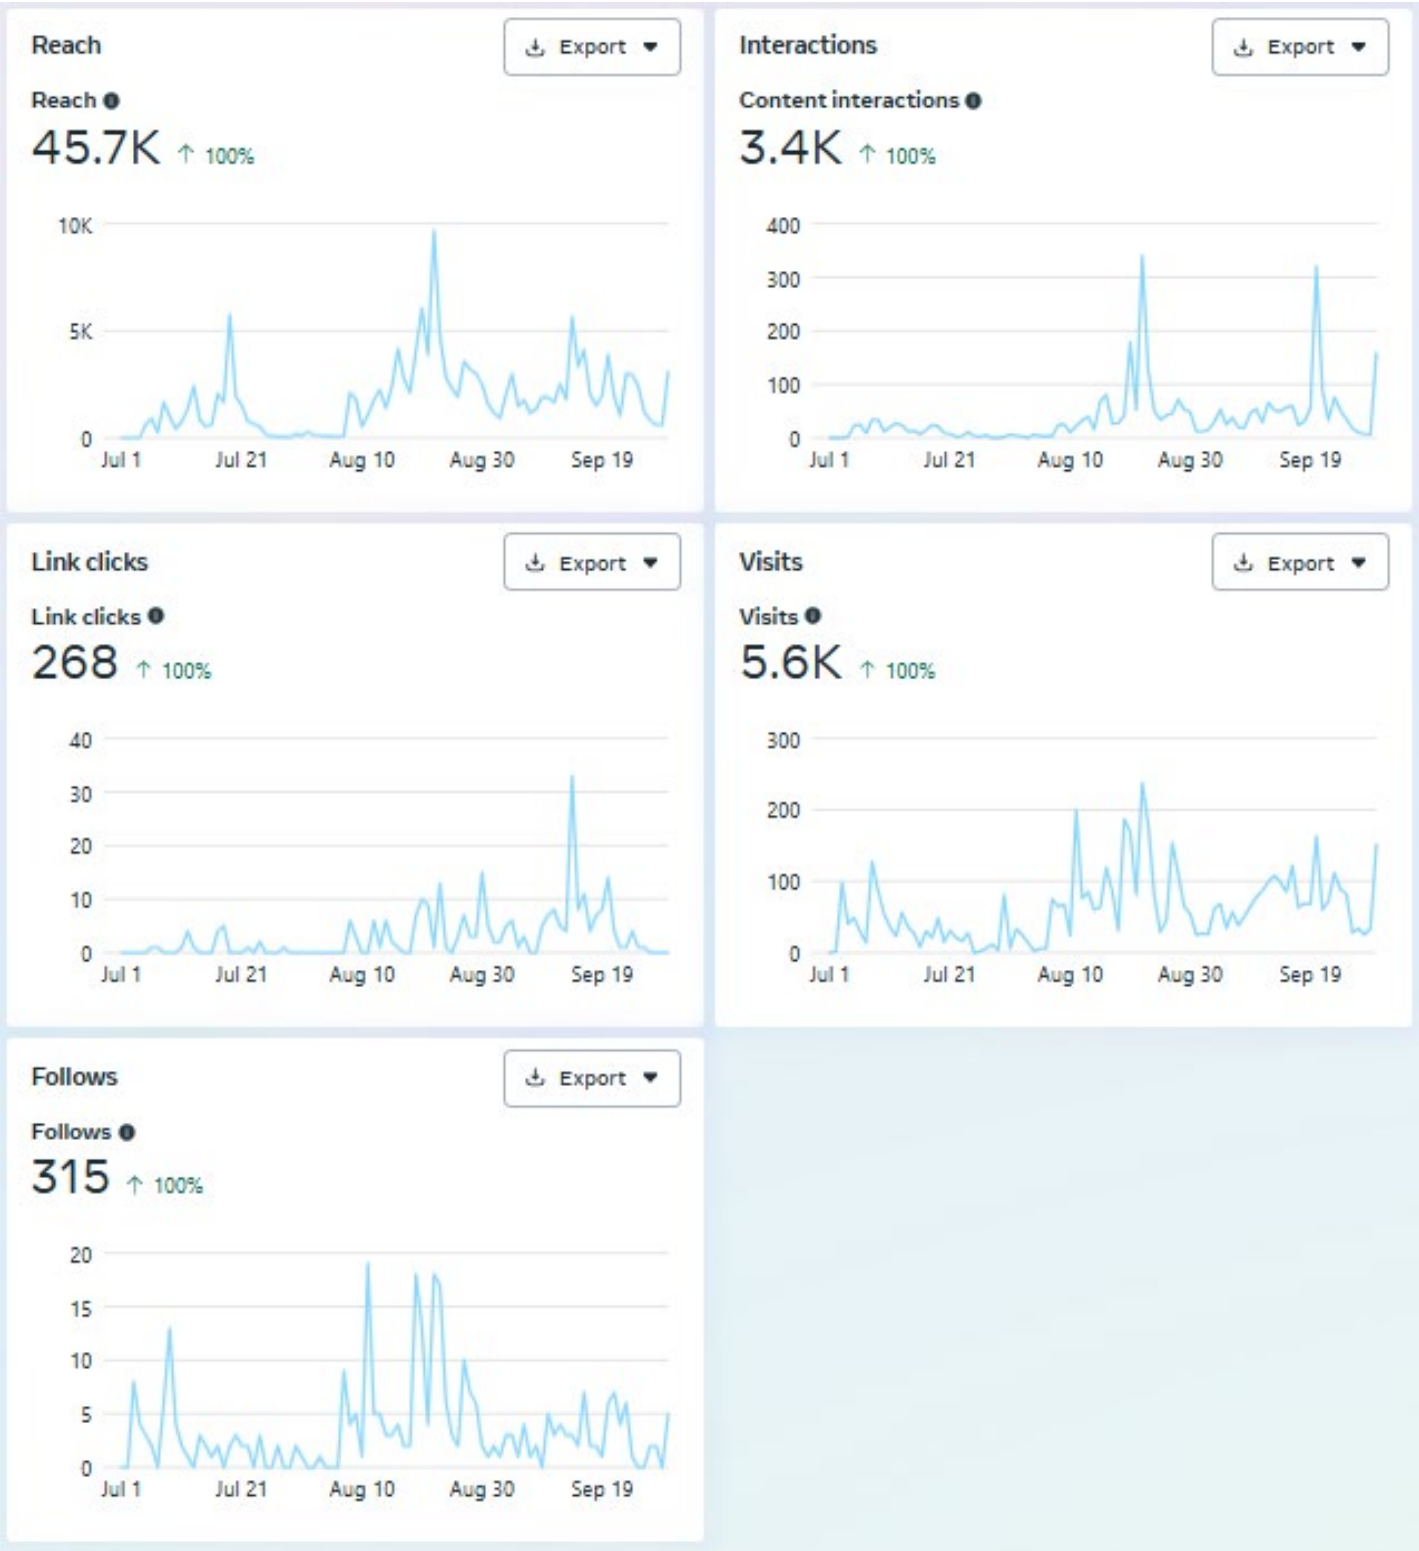 Reach
Export
Reach
45.7K ↑ 100%
10K
5K
0
Jul 1 Jul 21 Aug 10 Aug 30 Sep 19
Interactions
Export
Content interactions
3.4K ↑ 100%
400
300
200
100
0
Jul 1 Jul 21 Aug 10 Aug 30 Sep 19
Link clicks
Export
Link clicks
268 ↑ 100%
40
30
20
10
0
Jul 1 Jul 21 Aug 10 Aug 30 Sep 19
Visits
Export
Visits
5.6K ↑ 100%
300
200
100
0
Jul 1 Jul 21 Aug 10 Aug 30 Sep 19
Follows
Export
Follows
315 ↑ 100%
20
15
10
5
0
Jul 1 Jul 21 Aug 10 Aug 30 Sep 19